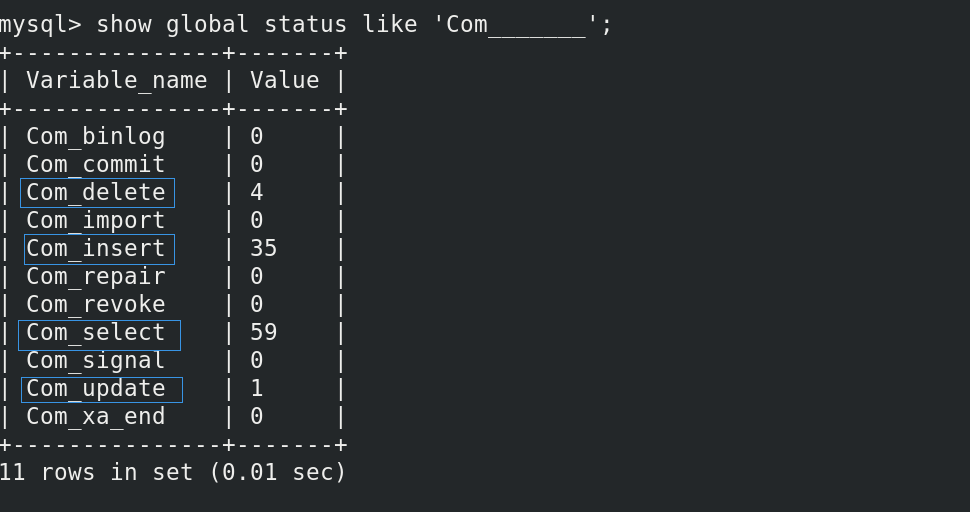 mysql> show global status like 'Com_______';
+---------------+-------+
| Variable_name | Value |
+---------------+-------+
| Com_binlog    | 0     |
| Com_commit    | 0     |
| Com_delete    | 4     |
| Com_import    | 0     |
| Com_insert    | 35    |
| Com_repair    | 0     |
| Com_revoke    | 0     |
| Com_select    | 59    |
| Com_signal    | 0     |
| Com_update    | 1     |
| Com_xa_end    | 0     |
+---------------+-------+
11 rows in set (0.01 sec)